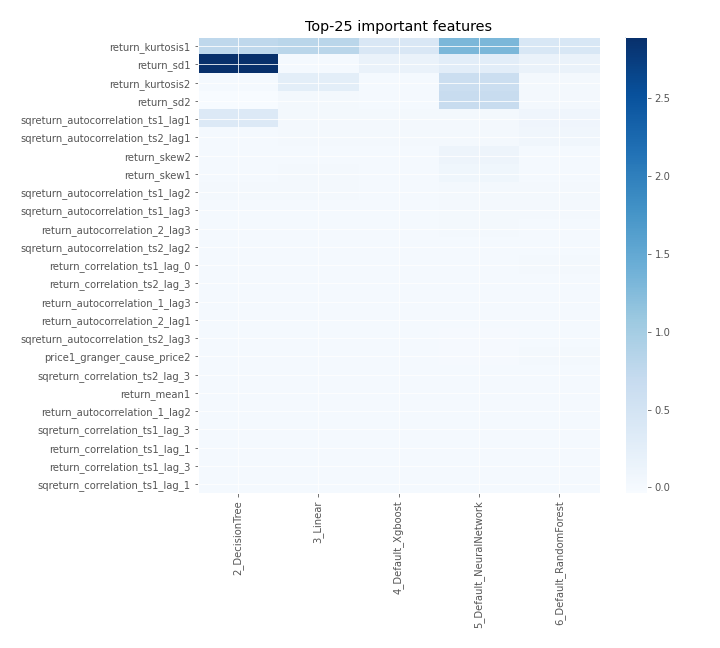 Top-25 important features
return_kurtosis1
return_sd1
return_kurtosis2
return_sd2
sqreturn_autocorrelation_ts1_lag1
sqreturn_autocorrelation_ts2_lag1
return_skew2
return_skew1
sqreturn_autocorrelation_ts1_lag2
sqreturn_autocorrelation_ts1_lag3
return_autocorrelation_2_lag3
sqreturn_autocorrelation_ts2_lag2
return_correlation_ts1_lag_0
return_correlation_ts2_lag_3
return_autocorrelation_1_lag3
return_autocorrelation_2_lag1
sqreturn_autocorrelation_ts2_lag3
price1_granger_cause_price2
sqreturn_correlation_ts2_lag_3
return_mean1
return_autocorrelation_1_lag2
sqreturn_correlation_ts1_lag_3
return_correlation_ts1_lag_1
return_correlation_ts1_lag_3
sqreturn_correlation_ts1_lag_1
2_DecisionTree
3_Linear
4_Default_Xgboost
5_Default_NeuralNetwork
6_Default_RandomForest
2.5
2.0
1.5
1.0
0.5
0.0